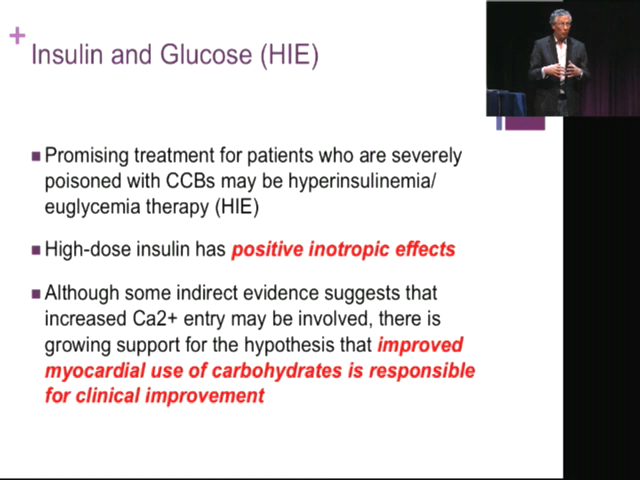 +
Insulin and Glucose (HIE)
Promising treatment for patients who are severely
poisoned with CCBs may be hyperinsulinemia/
euglycemia therapy (HIE)
High-dose insulin has positive inotropic effects
Although some indirect evidence suggests that
increased Ca2+ entry may be involved, there is
growing support for the hypothesis that improved
myocardial use of carbohydrates is responsible
for clinical improvement